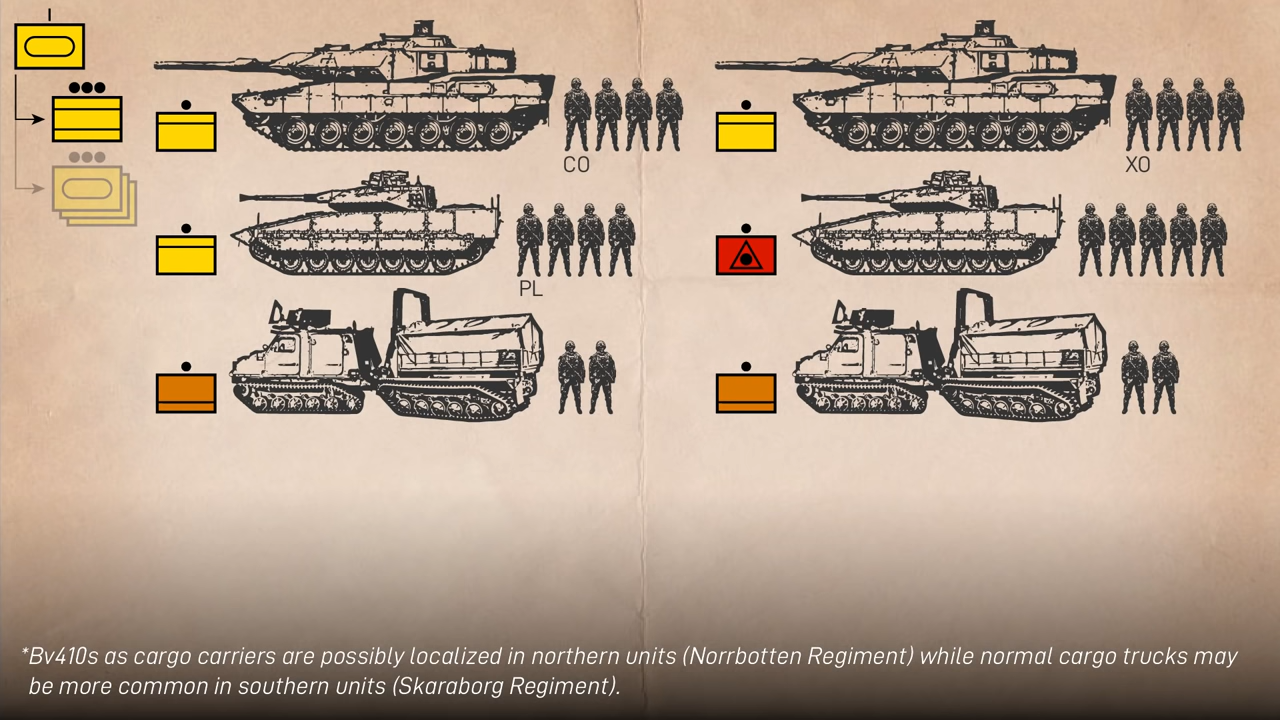 CO
XO
PL
*Bv410s as cargo carriers are possibly localized in northern units (Norrbotten Regiment) while normal cargo trucks may
be more common in southern units (Skaraborg Regiment).